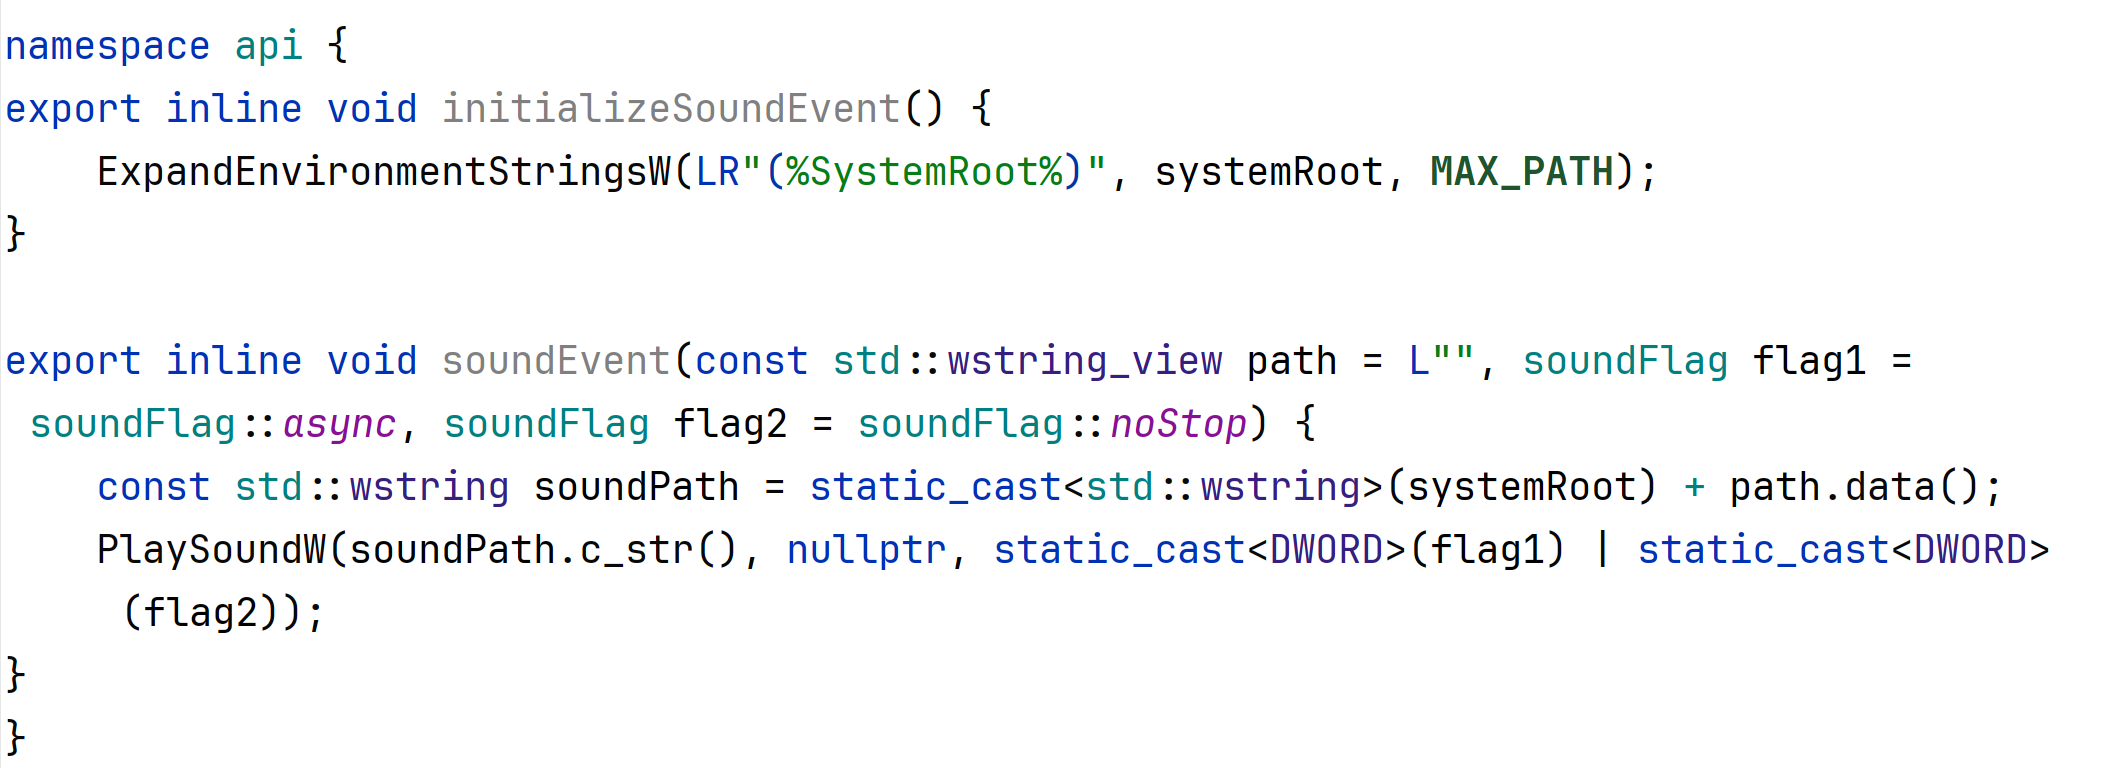 namespace api {
export inline void initializeSoundEvent() {
    ExpandEnvironmentStringsW(LR"(%SystemRoot%)", systemRoot, MAX_PATH);
}

export inline void soundEvent(const std::wstring_view path = L"", soundFlag flag1 =
 soundFlag::async, soundFlag flag2 = soundFlag::noStop) {
    const std::wstring soundPath = static_cast<std::wstring>(systemRoot) + path.data();
    PlaySoundW(soundPath.c_str(), nullptr, static_cast<DWORD>(flag1) | static_cast<DWORD>
     (flag2));
}
}